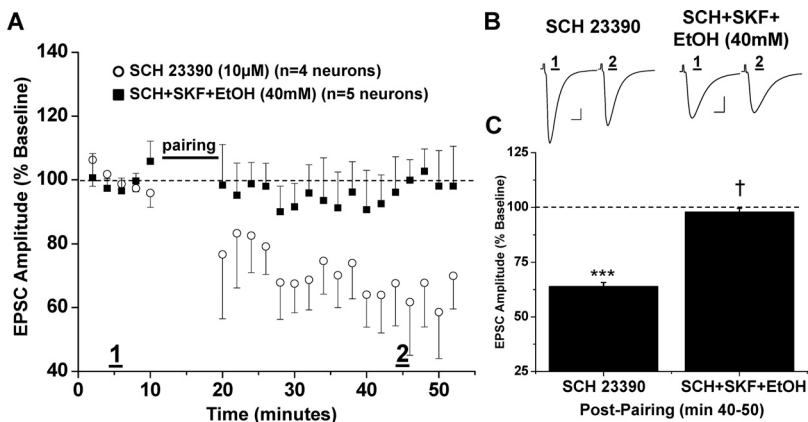 A
SCH 23390 (10µM) (n=4 neurons)
SCH+SKF+EtOH (40mM) (n=5 neurons)
pairing
EPSC Amplitude (% Baseline)
140
120
100
80
60
40
1
2
0
10
20
30
40
50
Time (minutes)
B
SCH 23390
SCH+SKF+
EtOH (40mM)
1
2
1
2
C
EPSC Amplitude (% Baseline)
125
100
75
50
25
***
†
SCH 23390
SCH+SKF+EtOH
Post-Pairing (min 40-50)